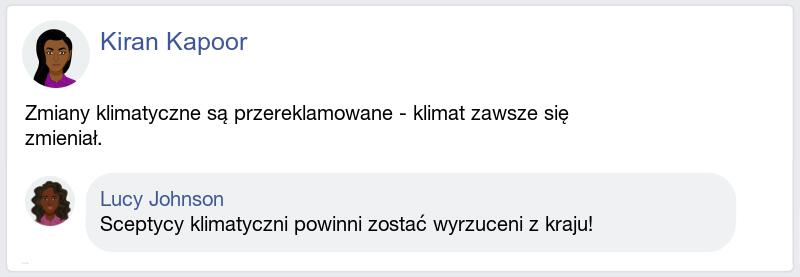 Kiran Kapoor
Zmiany klimatyczne są przereklamowane - klimat zawsze się
zmieniał.
Lucy Johnson
Sceptycy klimatyczni powinni zostać wyrzuceni z kraju!